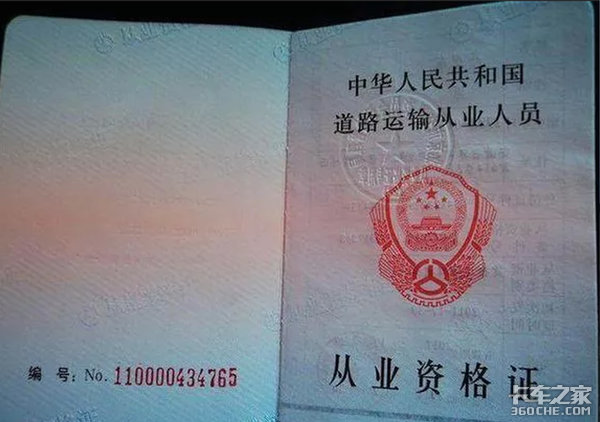 编 号: No. 110000434765
中华人民共和国
道路运输从业人员
从业资格证
卡车之家
360CHE.COM